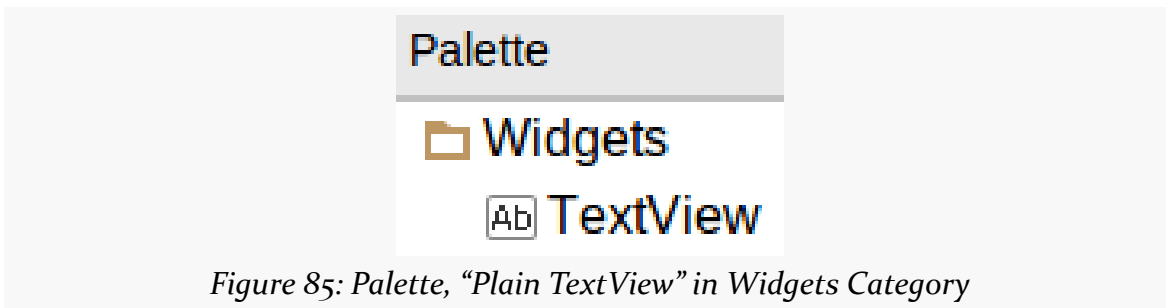 Palette
Widgets
Ab TextView
Figure 85: Palette, “Plain TextView” in Widgets Category